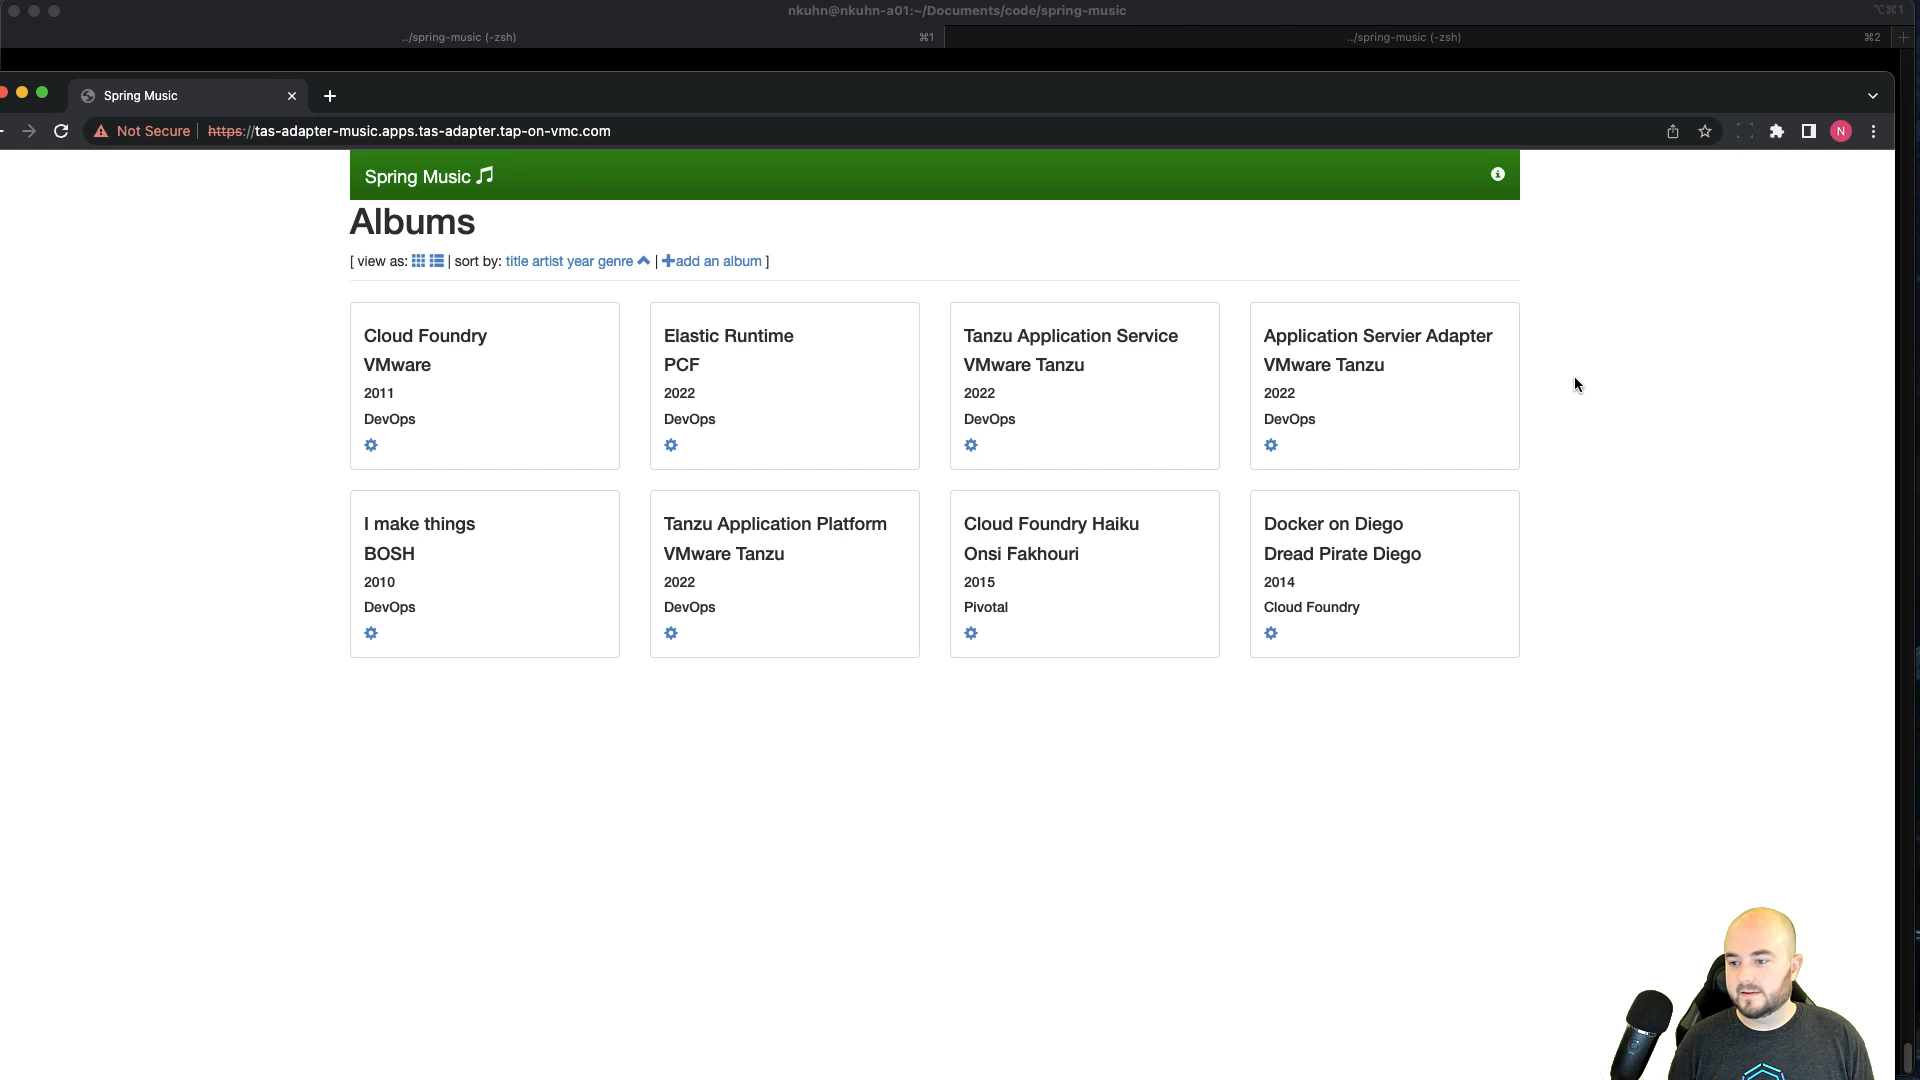 nkuhn@nkuhn-a01:~/Documents/code/spring-music
⌥⌘1
../spring-music (-zsh)
⌘1
../spring-music (-zsh)
⌘2
Spring Music
Not Secure
https://tas-adapter-music.apps.tas-adapter.tap-on-vmc.com
N
Spring Music
Albums
[ view as: | sort by: title artist year genre | add an album ]
Cloud Foundry
VMware
2011
DevOps
Elastic Runtime
PCF
2022
DevOps
Tanzu Application Service
VMware Tanzu
2022
DevOps
Application Servier Adapter
VMware Tanzu
2022
DevOps
I make things
BOSH
2010
DevOps
Tanzu Application Platform
VMware Tanzu
2022
DevOps
Cloud Foundry Haiku
Onsi Fakhouri
2015
Pivotal
Docker on Diego
Dread Pirate Diego
2014
Cloud Foundry